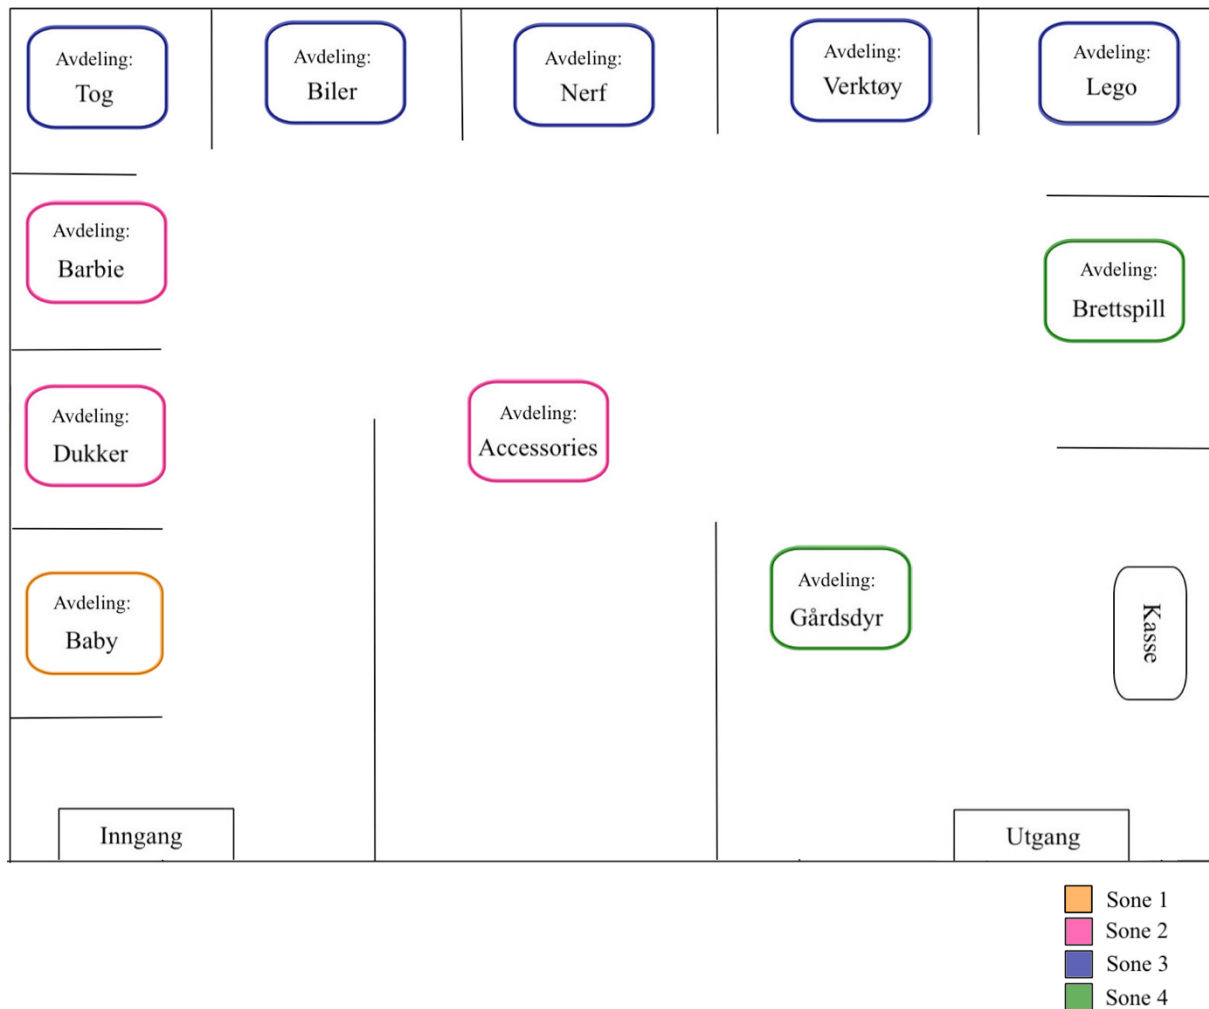 Avdeling:
Tog
Avdeling:
Biler
Avdeling:
Nerf
Avdeling:
Verktøy
Avdeling:
Lego
Avdeling:
Barbie
Avdeling:
Brettspill
Avdeling:
Dukker
Avdeling:
Accessories
Avdeling:
Baby
Avdeling:
Gårdsdyr
Kasse
Inngang
Utgang
Sone 1
Sone 2
Sone 3
Sone 4